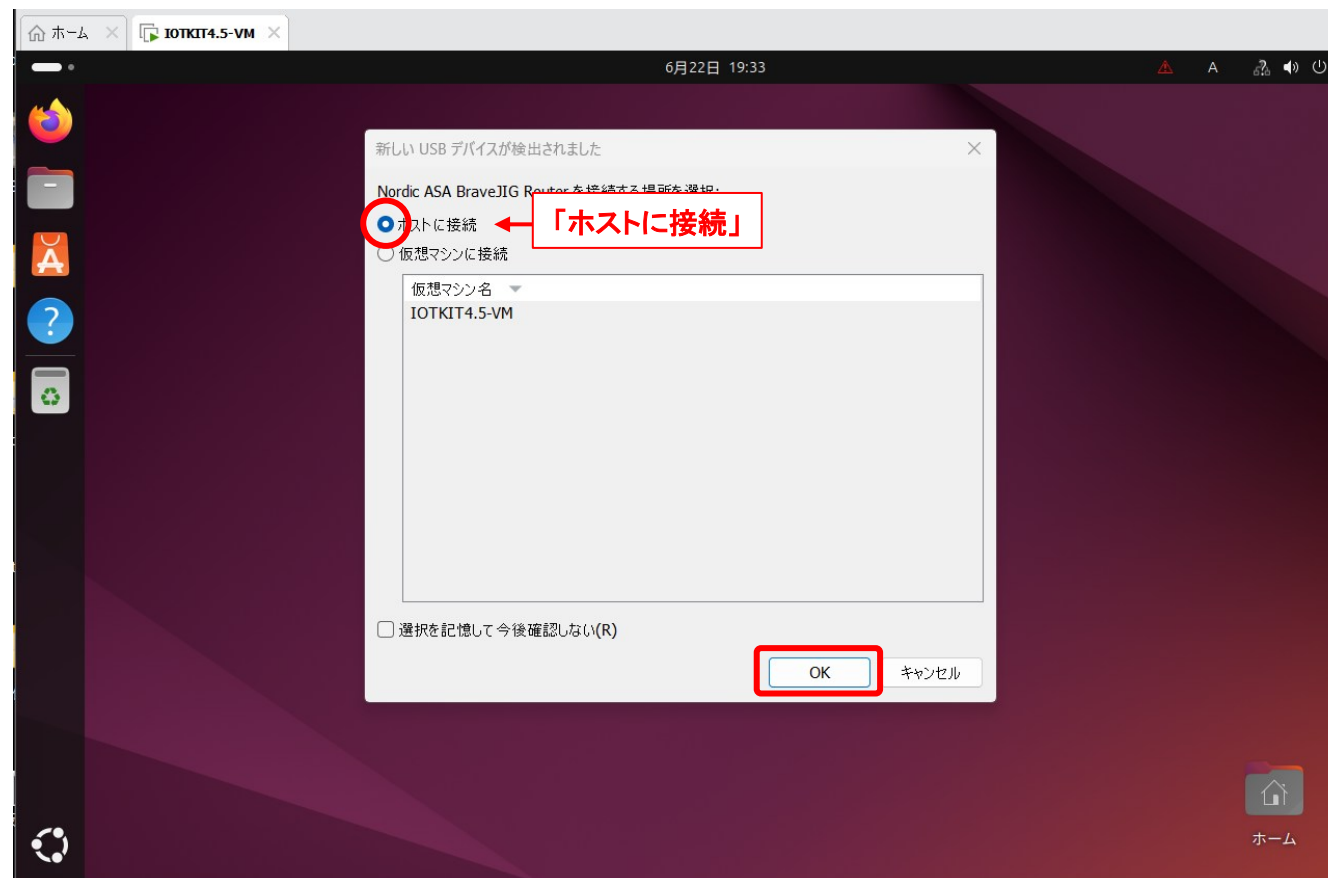 ホーム
IOTKIT4.5-VM
6月22日 19:33
A
新しい USB デバイスが検出されました
Nordic ASA BraveJIG Router を接続する場所を選択:
ホストに接続
「ホストに接続」
仮想マシンに接続
仮想マシン名
IOTKIT4.5-VM
選択を記憶して今後確認しない(R)
OK
キャンセル
ホーム